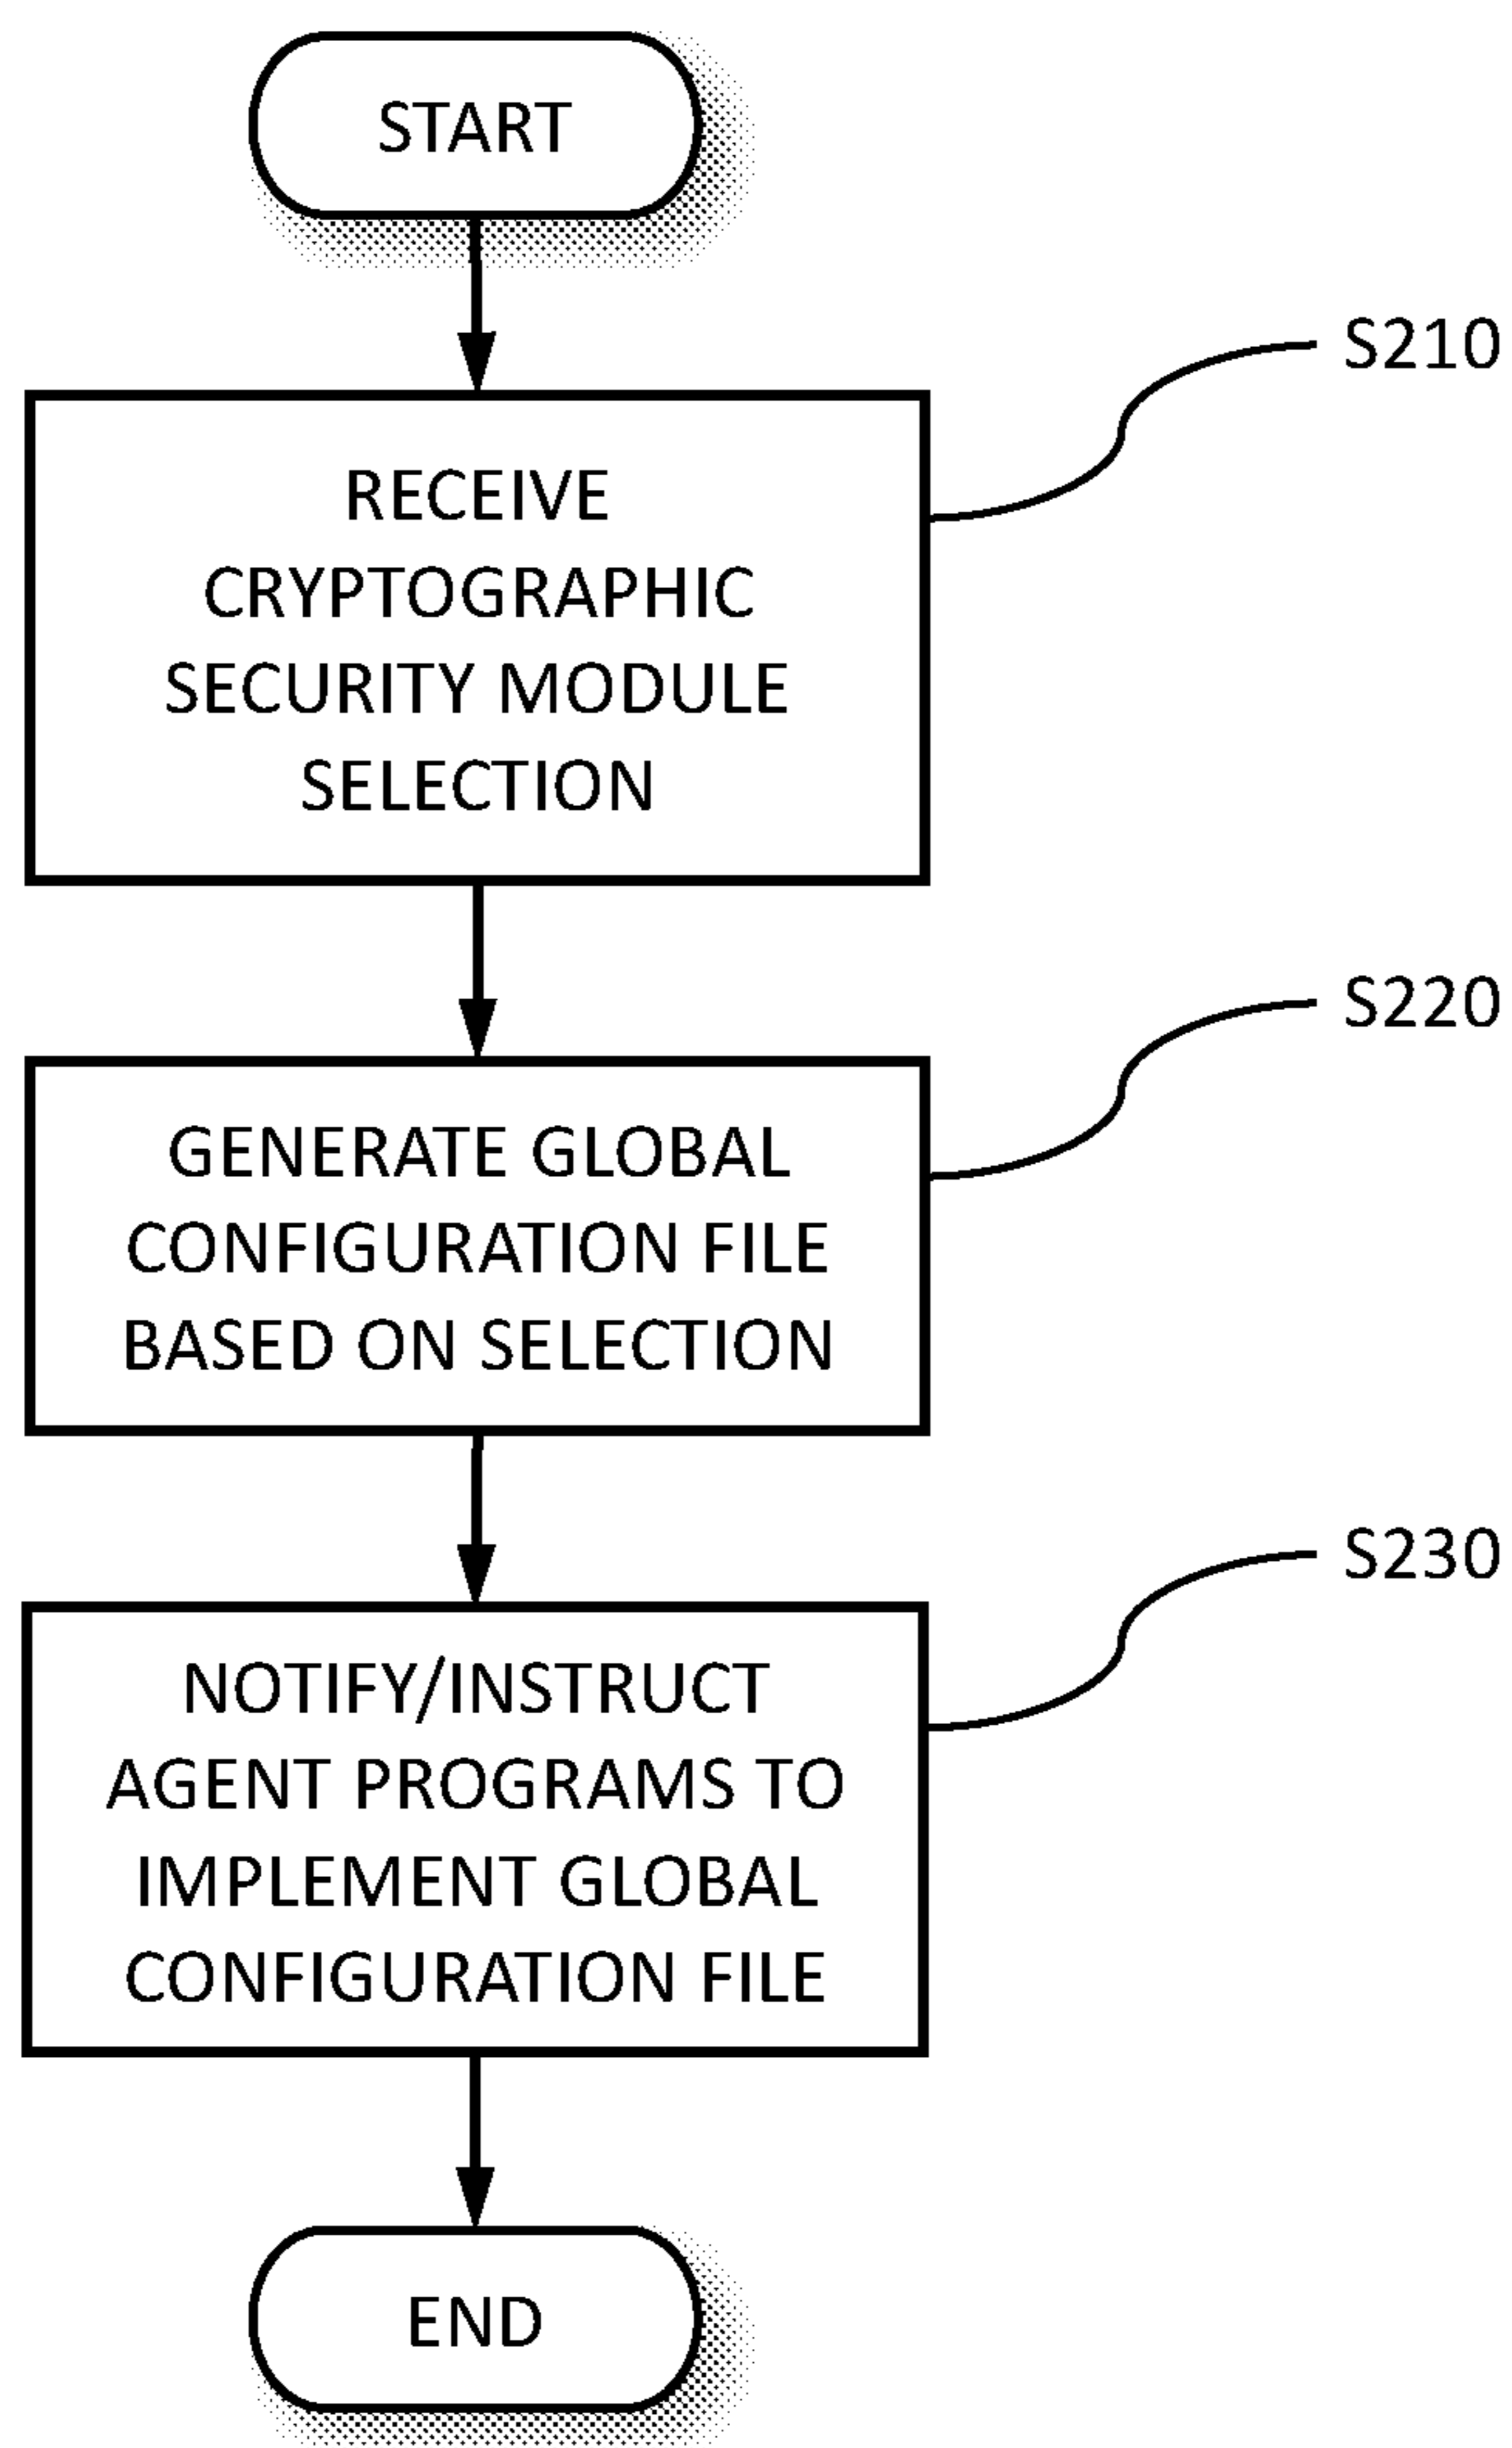 START
S210
RECEIVE
CRYPTOGRAPHIC
SECURITY MODULE
SELECTION
S220
GENERATE GLOBAL
CONFIGURATION FILE
BASED ON SELECTION
S230
NOTIFY/INSTRUCT
AGENT PROGRAMS TO
IMPLEMENT GLOBAL
CONFIGURATION FILE
END